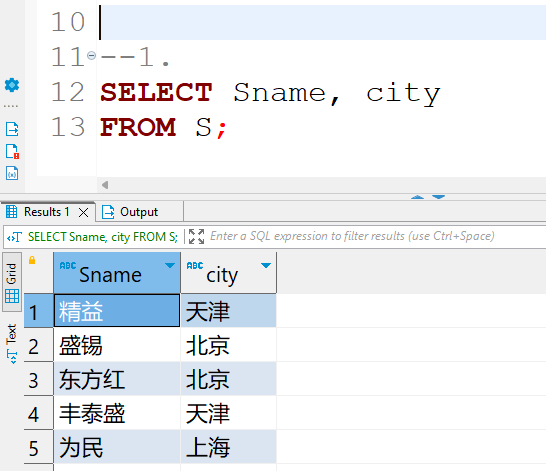 10
11 --1.
12 SELECT Sname, city
13 FROM S;
Results 1 Output
SELECT Sname, city FROM S; Enter a SQL expression to filter results (use Ctrl+Space)
Grid
Text
ABC Sname ABC city
1 精益 天津
2 盛锡 北京
3 东方红 北京
4 丰泰盛 天津
5 为民 上海